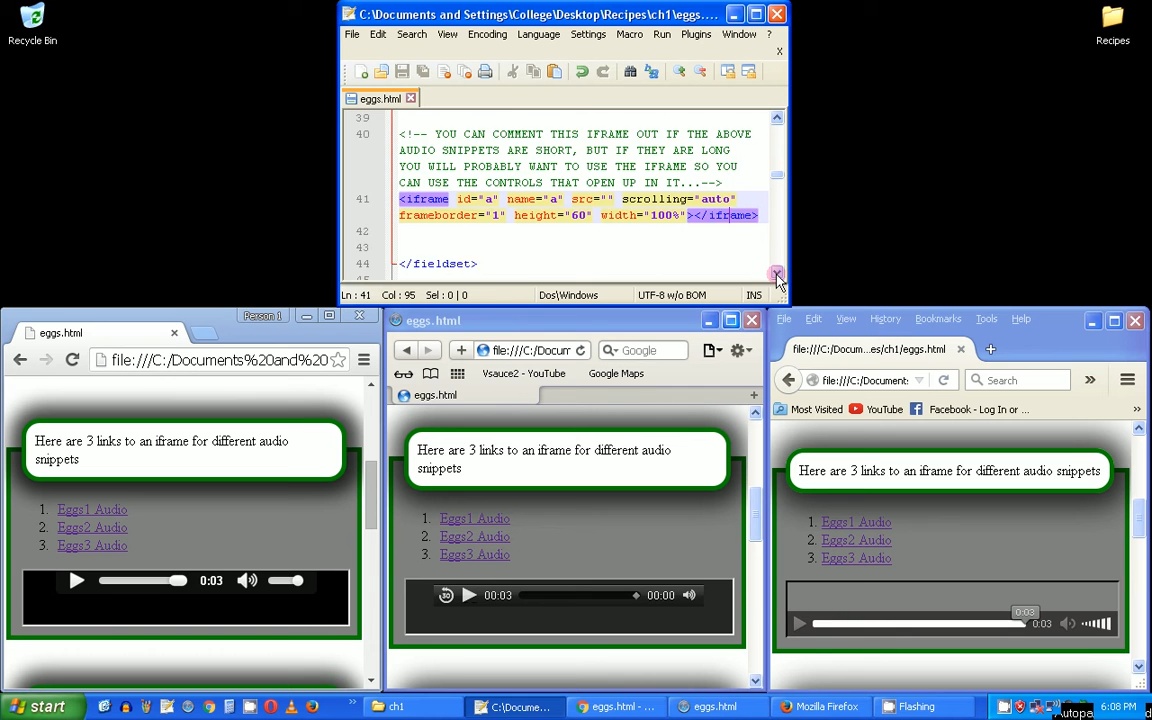 Recycle Bin
Recipes
C:\Documents and Settings\College\Desktop\Recipes\ch1\eggs....
File Edit Search View Encoding Language Settings Macro Run Plugins Window ?
X
eggs.html
39
40 <!-- YOU CAN COMMENT THIS IFRAME OUT IF THE ABOVE
AUDIO SNIPPETS ARE SHORT, BUT IF THEY ARE LONG
YOU WILL PROBABLY WANT TO USE THE IFRAME SO YOU
CAN USE THE CONTROLS THAT OPEN UP IN IT...-->
41 <iframe id="a" name="a" src="" scrolling="auto"
frameborder="1" height="60" width="100%"></iframe>
42
43
44 </fieldset>
45
Ln : 41 Col : 95 Sel : 0 | 0 Dos\Windows UTF-8 w/o BOM INS
Person 1
eggs.html
file:///C:/Documents%20and%20
Here are 3 links to an iframe for different audio
snippets
1. Eggs1 Audio
2. Eggs2 Audio
3. Eggs3 Audio
0:03
eggs.html
file:///C:/Docum
Google
Vsauce2 - YouTube Google Maps
eggs.html
Here are 3 links to an iframe for different audio
snippets
1. Eggs1 Audio
2. Eggs2 Audio
3. Eggs3 Audio
30 00:03 00:00
File Edit View History Bookmarks Tools Help
file:///C:/Docum...es/ch1/eggs.html
file:///C:/Document:
Search
Most Visited YouTube Facebook - Log In or ...
Here are 3 links to an iframe for different audio snippets
1. Eggs1 Audio
2. Eggs2 Audio
3. Eggs3 Audio
0:03
0:03
start
ch1
C:\Docume...
eggs.html - ...
eggs.html
Mozilla Firefox
Flashing
6:08 PM
Autopa